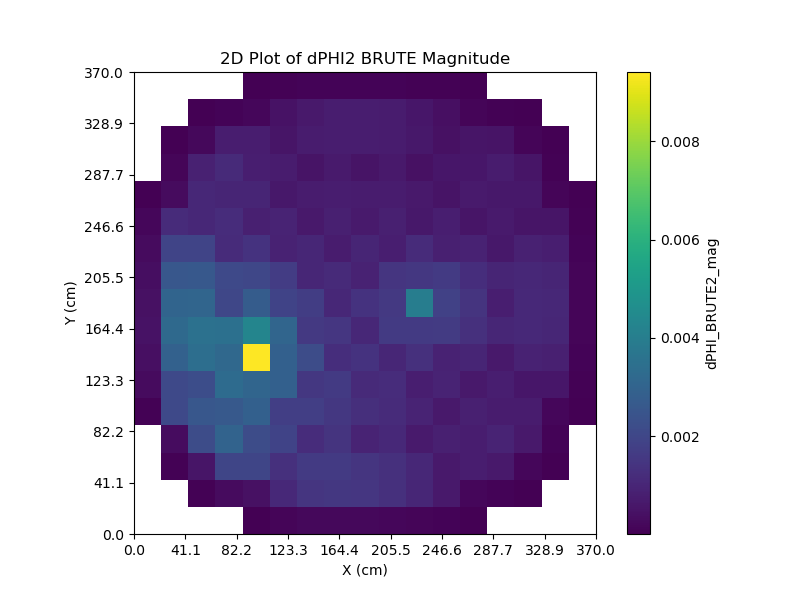 2D Plot of dPHI2 BRUTE Magnitude
370.0
328.9
287.7
246.6
205.5
164.4
123.3
82.2
41.1
0.0
Y (cm)
0.0 41.1 82.2 123.3 164.4 205.5 246.6 287.7 328.9 370.0
X (cm)
0.008
0.006
0.004
0.002
dPHI_BRUTE2_mag